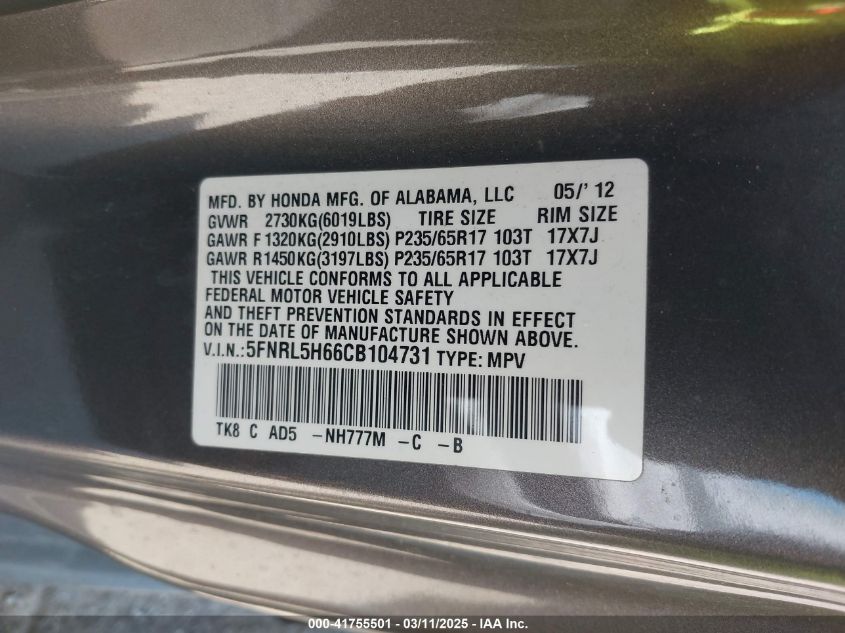 MFD. BY HONDA MFG. OF ALABAMA, LLC 05/' 12
GVWR 2730KG(6019LBS) TIRE SIZE RIM SIZE
GAWR F 1320KG(2910LBS) P235/65R17 103T 17X7J
GAWR R1450KG(3197LBS) P235/65R17 103T 17X7J
THIS VEHICLE CONFORMS TO ALL APPLICABLE
FEDERAL MOTOR VEHICLE SAFETY
AND THEFT PREVENTION STANDARDS IN EFFECT
ON THE DATE OF MANUFACTURE SHOWN ABOVE.
V.I.N.:5FNRL5H66CB104731 TYPE: MPV
TK8 C AD5 -NH777M -C -B
000-41755501 - 03/11/2025 - IAA Inc.